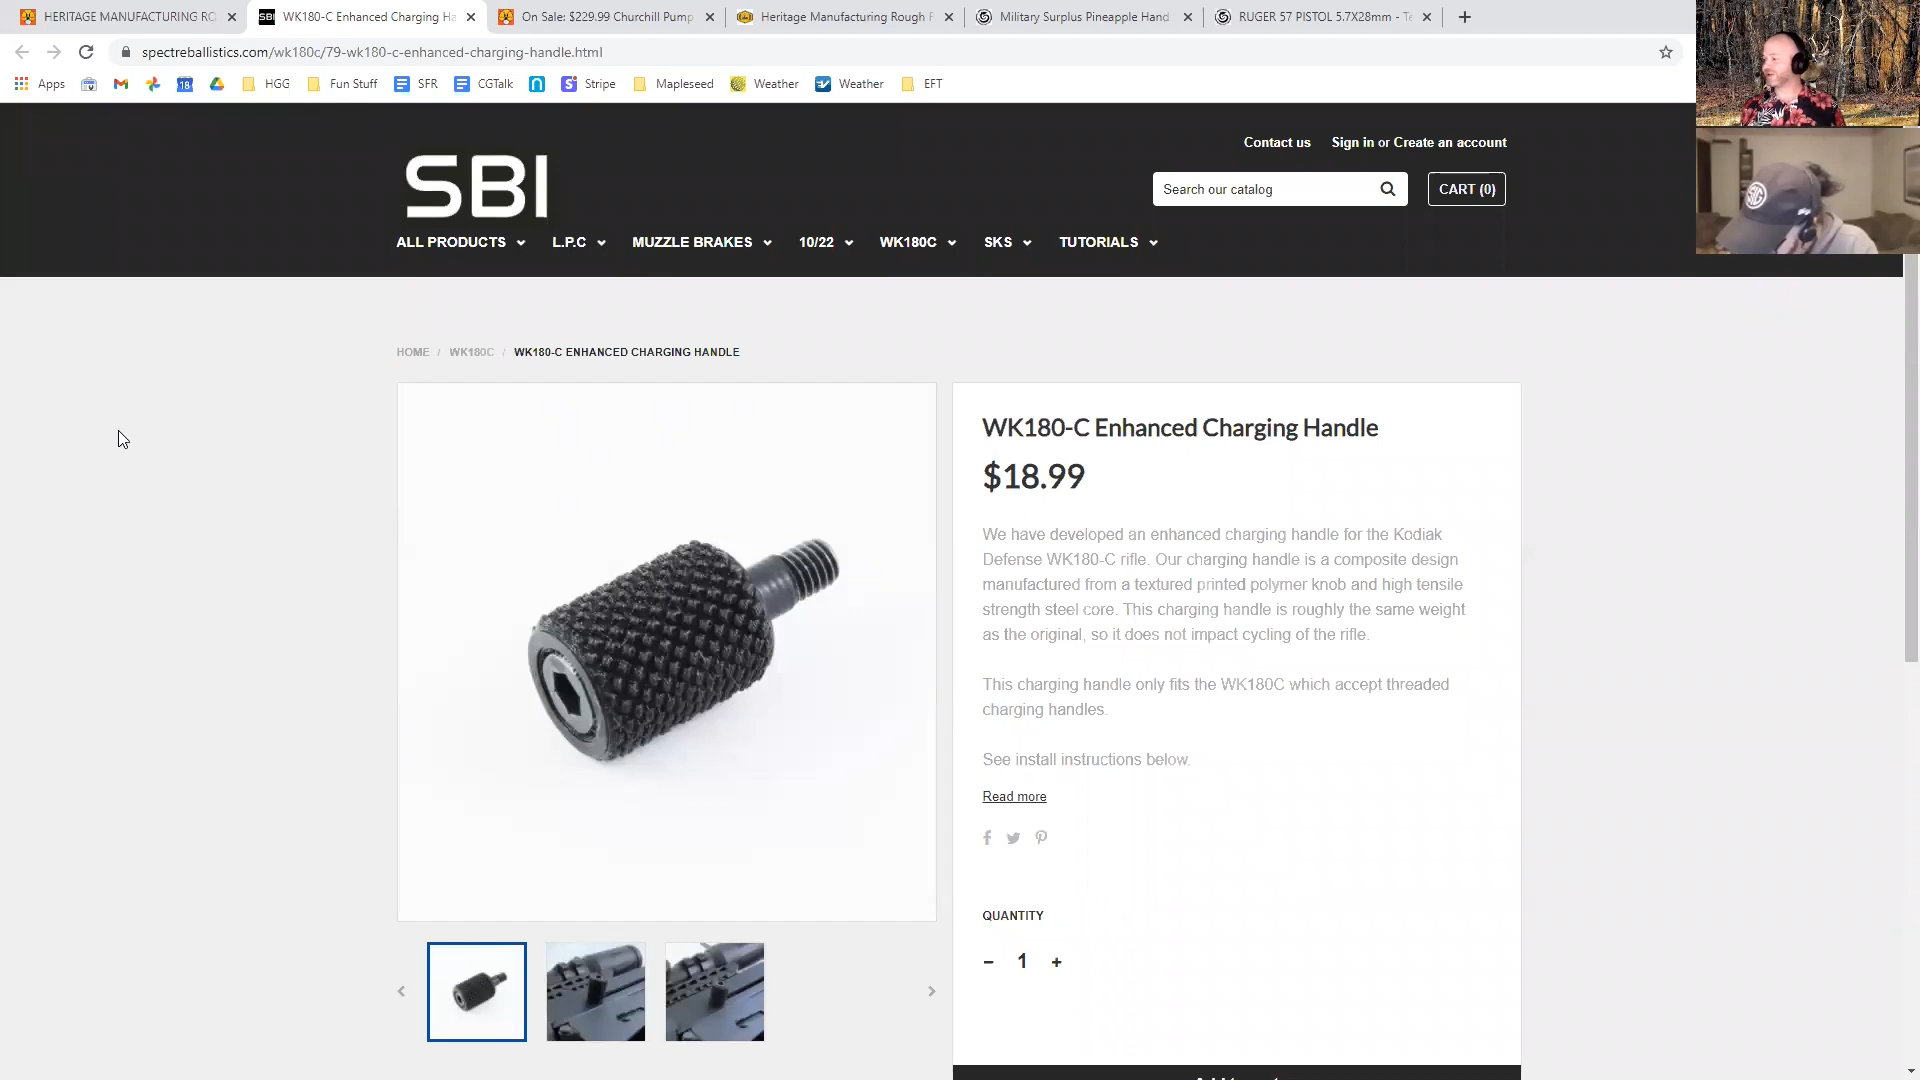 HERITAGE MANUFACTURING RO
WK180-C Enhanced Charging Ha
On Sale: $229.99 Churchill Pump
Heritage Manufacturing Rough F
Military Surplus Pineapple Hand
RUGER 57 PISTOL 5.7X28mm - Te
spectreballistics.com/wk180c/79-wk180-c-enhanced-charging-handle.html
Apps
HGG
Fun Stuff
SFR
CGTalk
Stripe
Mapleseed
Weather
Weather
EFT
Contact us
Sign in or Create an account
SBI
Search our catalog
CART (0)
ALL PRODUCTS
L.P.C
MUZZLE BRAKES
10/22
WK180C
SKS
TUTORIALS
HOME / WK180C / WK180-C ENHANCED CHARGING HANDLE
WK180-C Enhanced Charging Handle
$18.99
We have developed an enhanced charging handle for the Kodiak
Defense WK180-C rifle. Our charging handle is a composite design
manufactured from a textured printed polymer knob and high tensile
strength steel core. This charging handle is roughly the same weight
as the original, so it does not impact cycling of the rifle.
This charging handle only fits the WK180C which accept threaded
charging handles.
See install instructions below.
Read more
QUANTITY
− 1 +